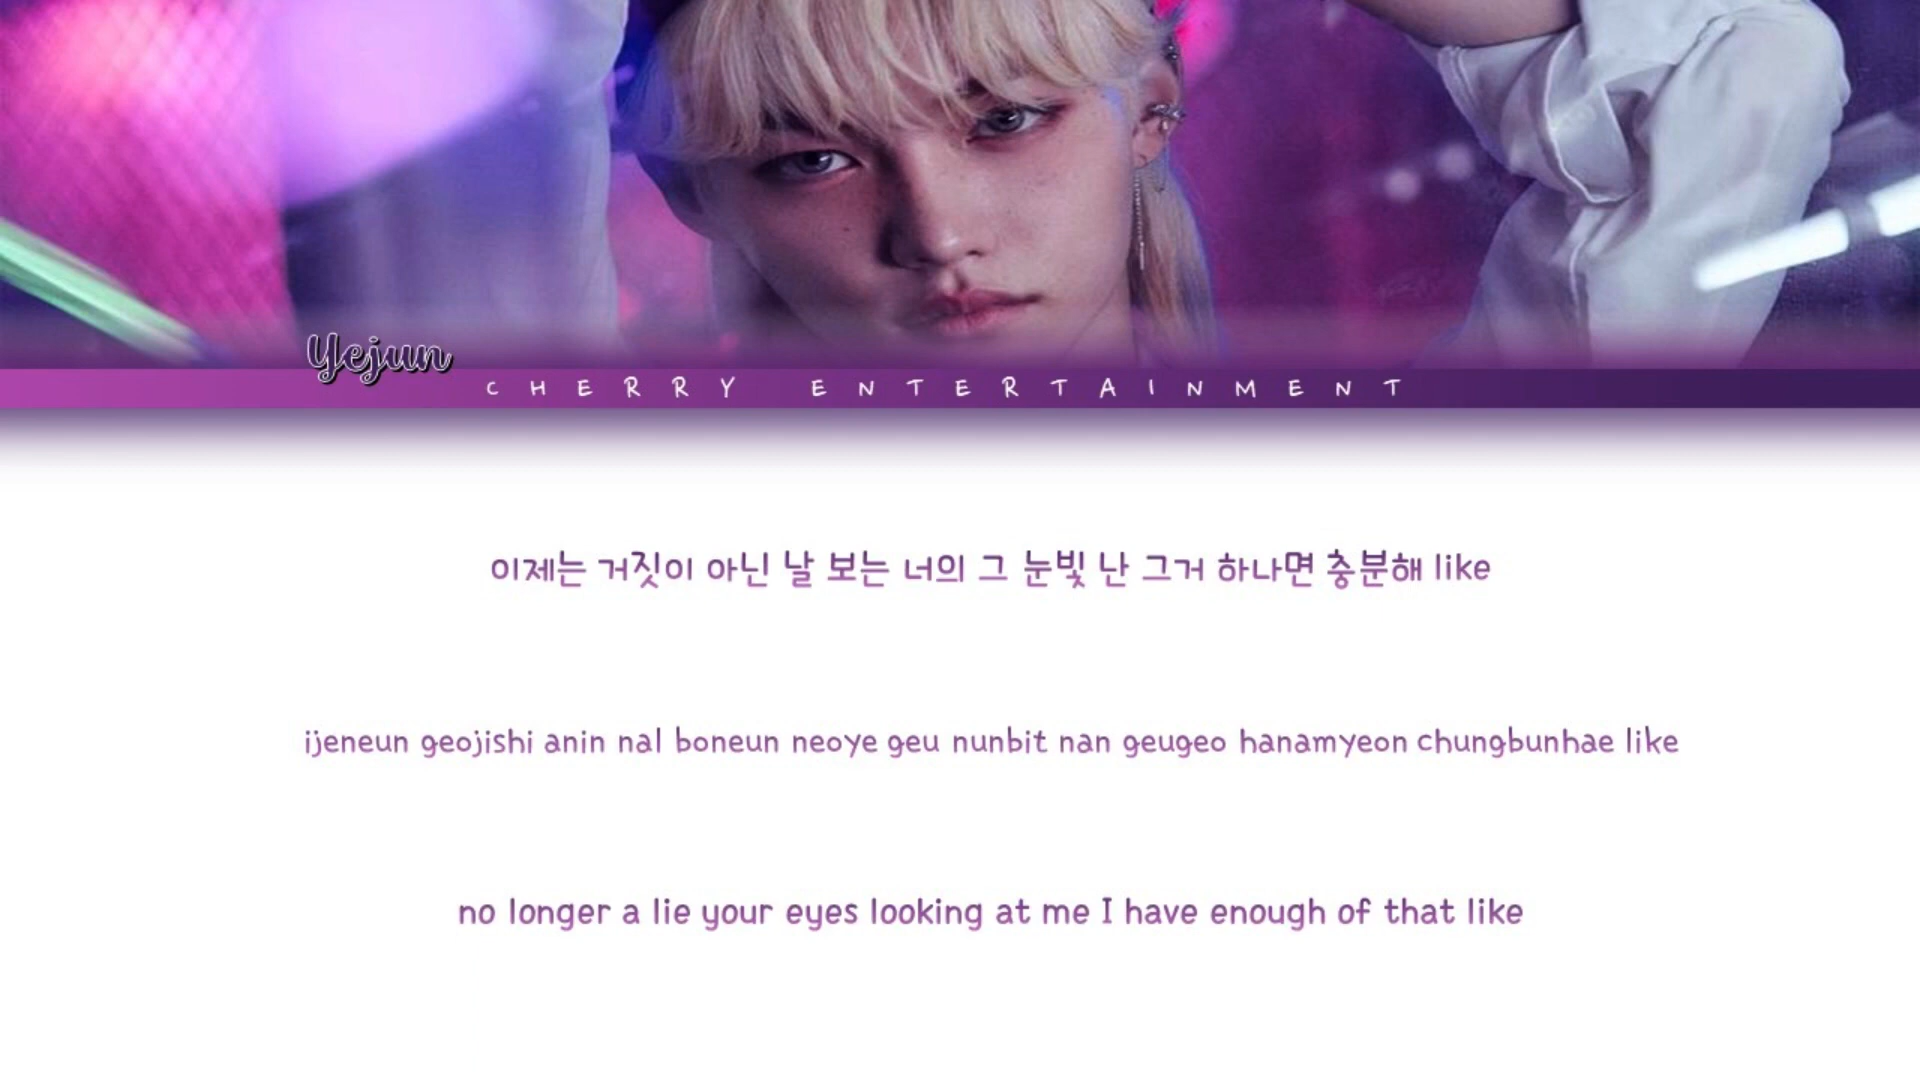 Yejun
CHERRY ENTERTAINMENT
이제는 거짓이 아닌 날 보는 너의 그 눈빛 난 그거 하나면 충분해 like
ijeneun geojishi anin nal boneun neoye geu nunbit nan geugeo hanamyeon chungbunhae like
no longer a lie your eyes looking at me I have enough of that like